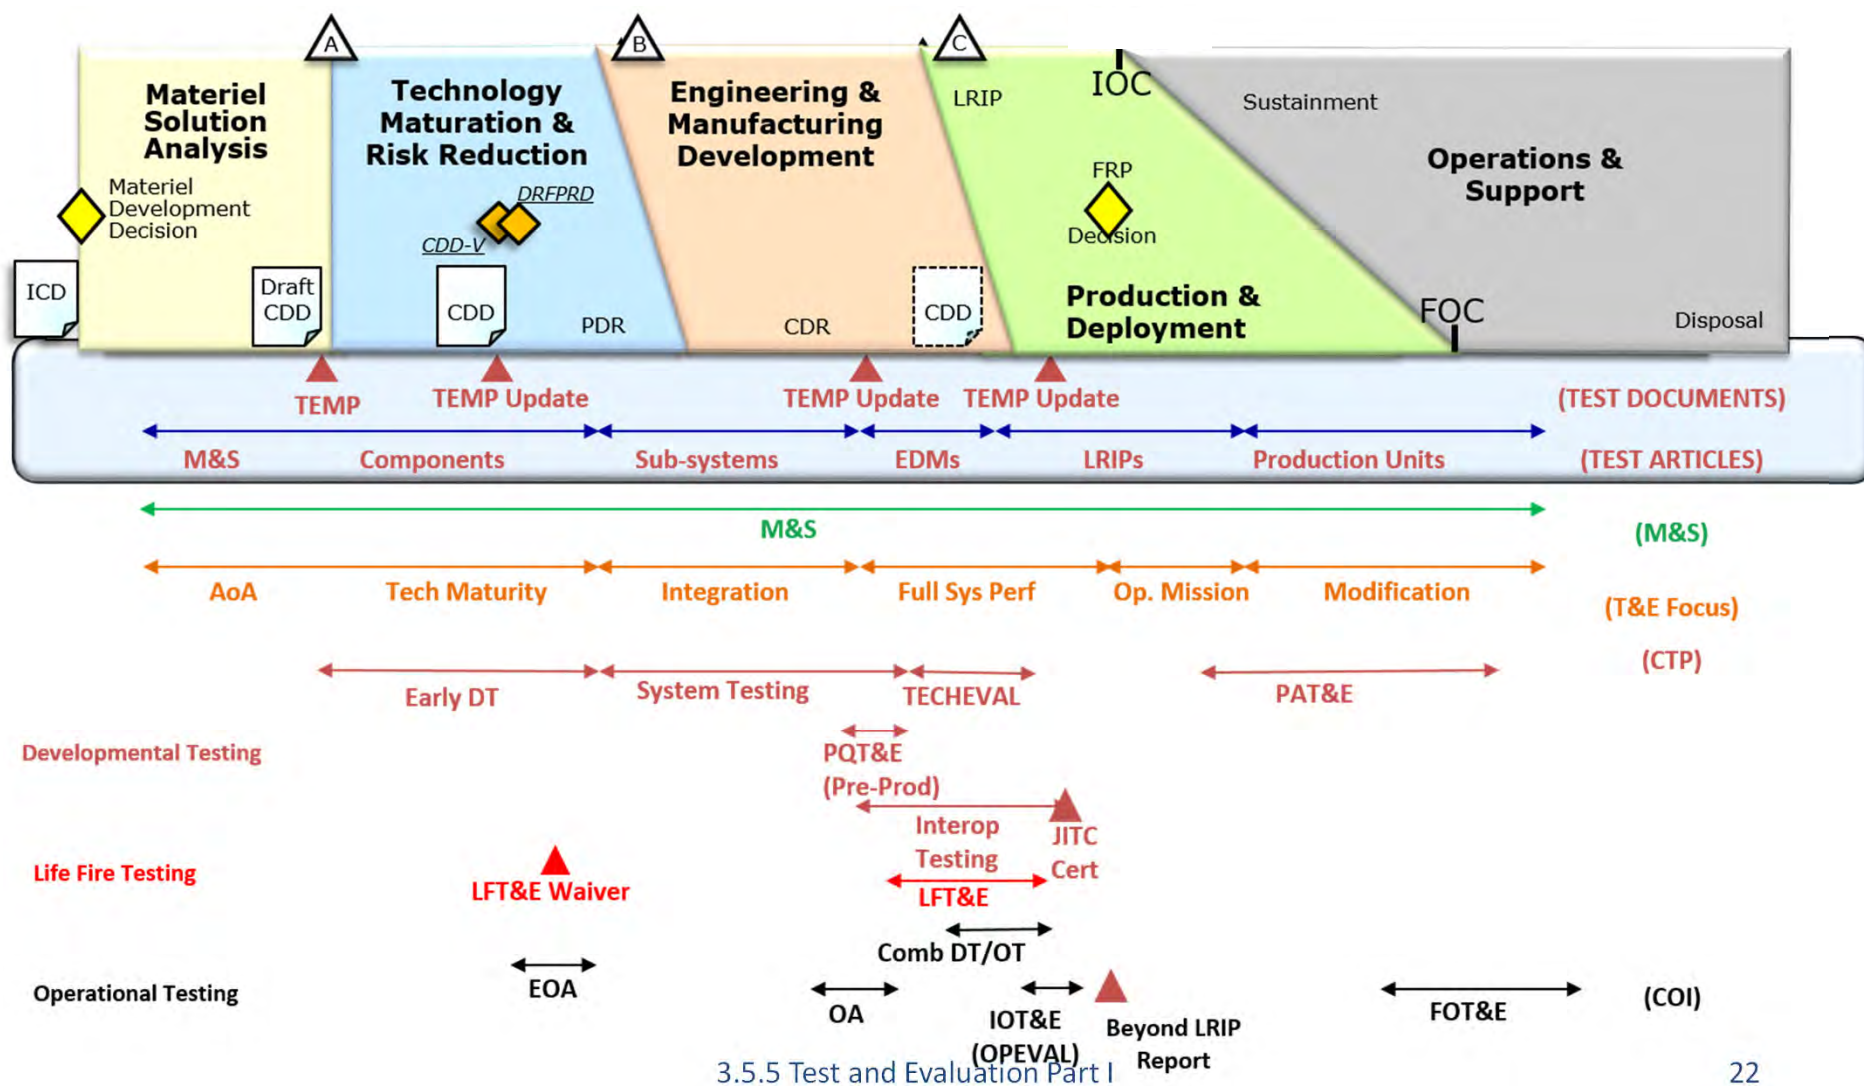 A
B
C
Materiel
Solution
Analysis
Technology
Maturation &
Risk Reduction
Engineering &
Manufacturing
Development
LRIP
IOC
Sustainment
Operations &
Support
Materiel
Development
Decision
DRFPRD
CDD-V
FRP
Decision
ICD
Draft
CDD
CDD
PDR
CDR
CDD
Production &
Deployment
FOC
Disposal
TEMP
TEMP Update
TEMP Update
TEMP Update
(TEST DOCUMENTS)
M&S
Components
Sub-systems
EDMs
LRIPs
Production Units
(TEST ARTICLES)
M&S
(M&S)
AoA
Tech Maturity
Integration
Full Sys Perf
Op. Mission
Modification
(T&E Focus)
Early DT
System Testing
TECHEVAL
PAT&E
(CTP)
Developmental Testing
PQT&E
(Pre-Prod)
Interop
Testing
JITC
Cert
Life Fire Testing
LFT&E Waiver
LFT&E
Comb DT/OT
Operational Testing
EOA
OA
IOT&E
(OPEVAL)
Beyond LRIP
Report
FOT&E
(COI)
3.5.5 Test and Evaluation Part I
22